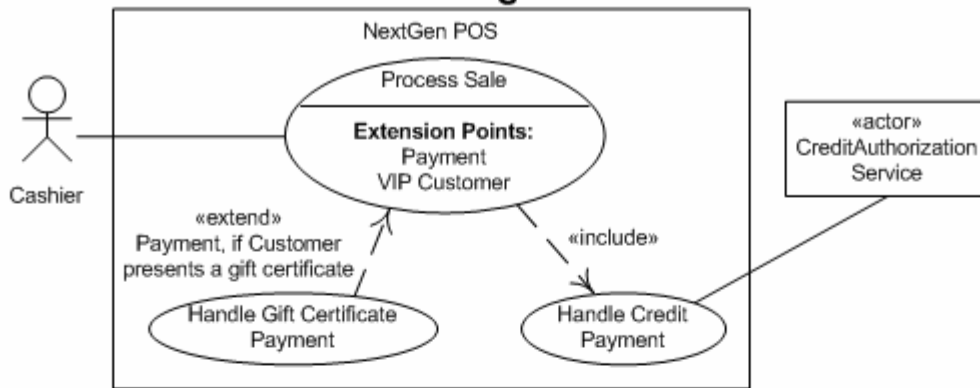 NextGen POS
Process Sale
Extension Points:
Payment
VIP Customer
Cashier
«actor»
CreditAuthorization
Service
«extend»
Payment, if Customer
presents a gift certificate
«include»
Handle Gift Certificate
Payment
Handle Credit
Payment